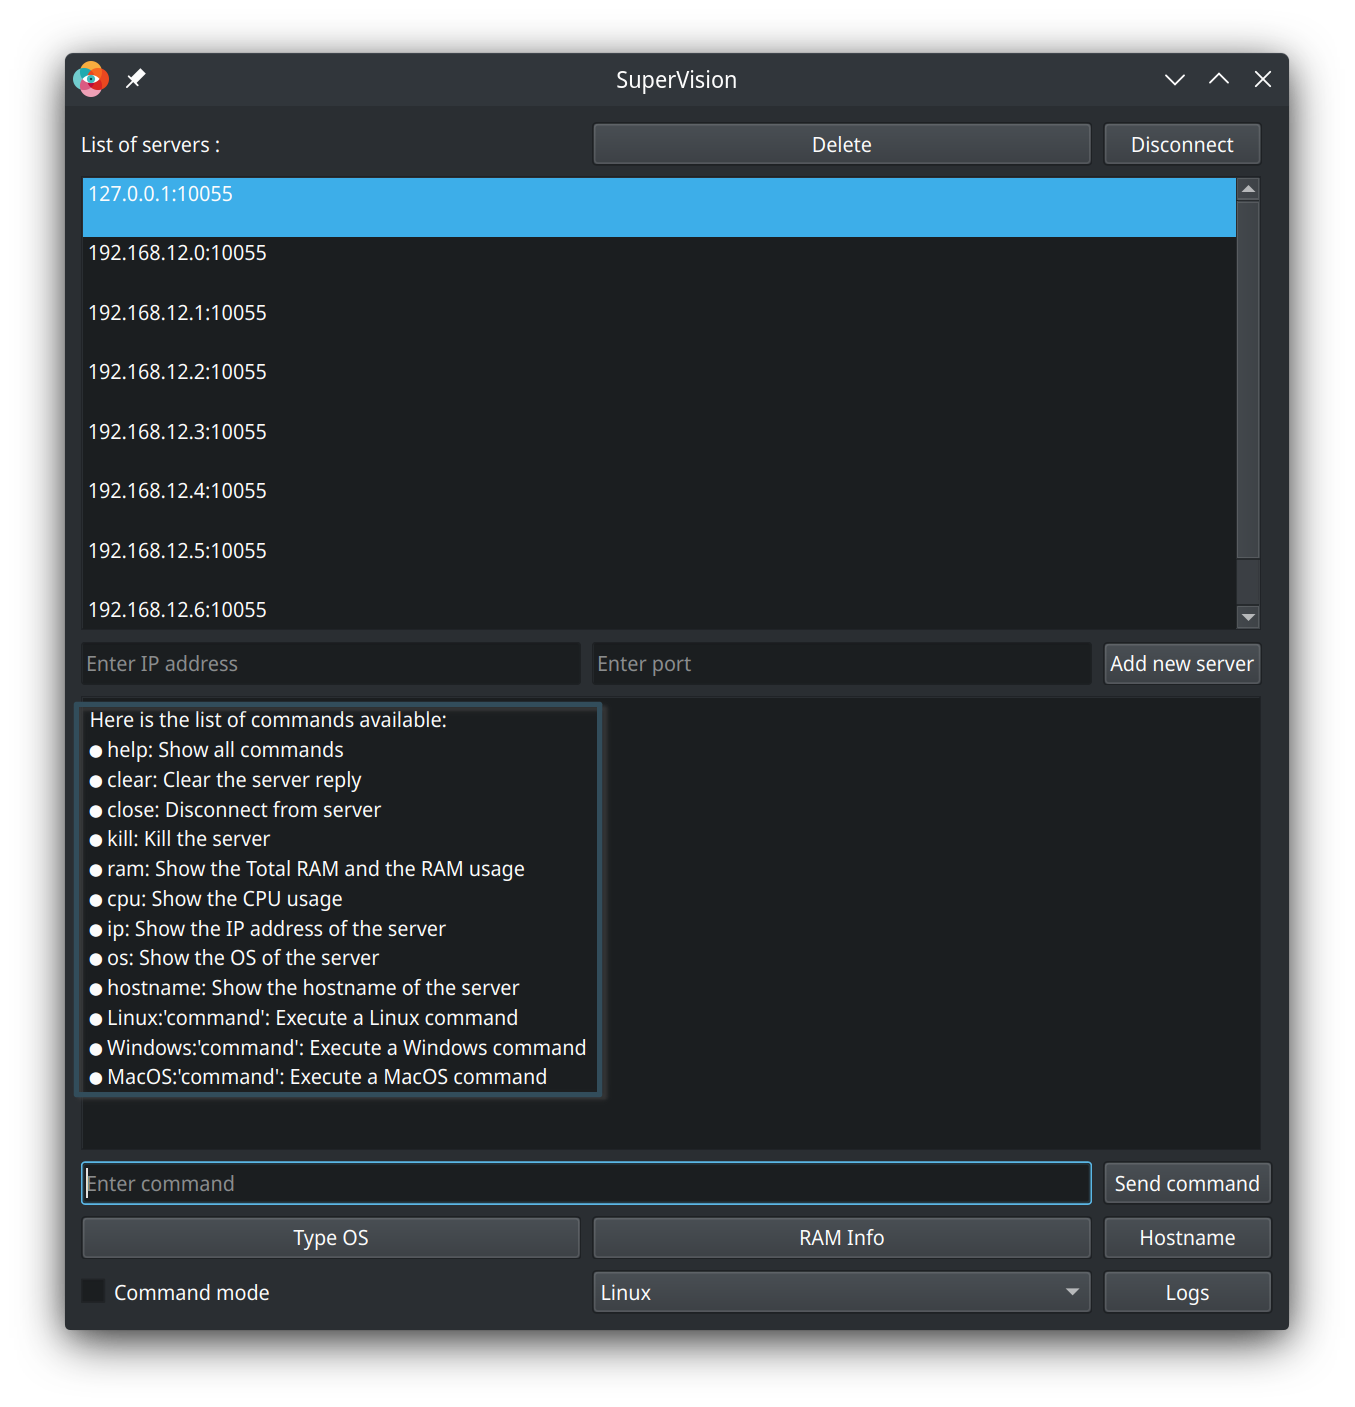 SuperVision
List of servers :
Delete
Disconnect
127.0.0.1:10055
192.168.12.0:10055
192.168.12.1:10055
192.168.12.2:10055
192.168.12.3:10055
192.168.12.4:10055
192.168.12.5:10055
192.168.12.6:10055
Enter IP address
Enter port
Add new server
Here is the list of commands available:
● help: Show all commands
● clear: Clear the server reply
● close: Disconnect from server
● kill: Kill the server
● ram: Show the Total RAM and the RAM usage
● cpu: Show the CPU usage
● ip: Show the IP address of the server
● os: Show the OS of the server
● hostname: Show the hostname of the server
● Linux:'command': Execute a Linux command
● Windows:'command': Execute a Windows command
● MacOS:'command': Execute a MacOS command
Enter command
Send command
Type OS
RAM Info
Hostname
Command mode
Linux
Logs